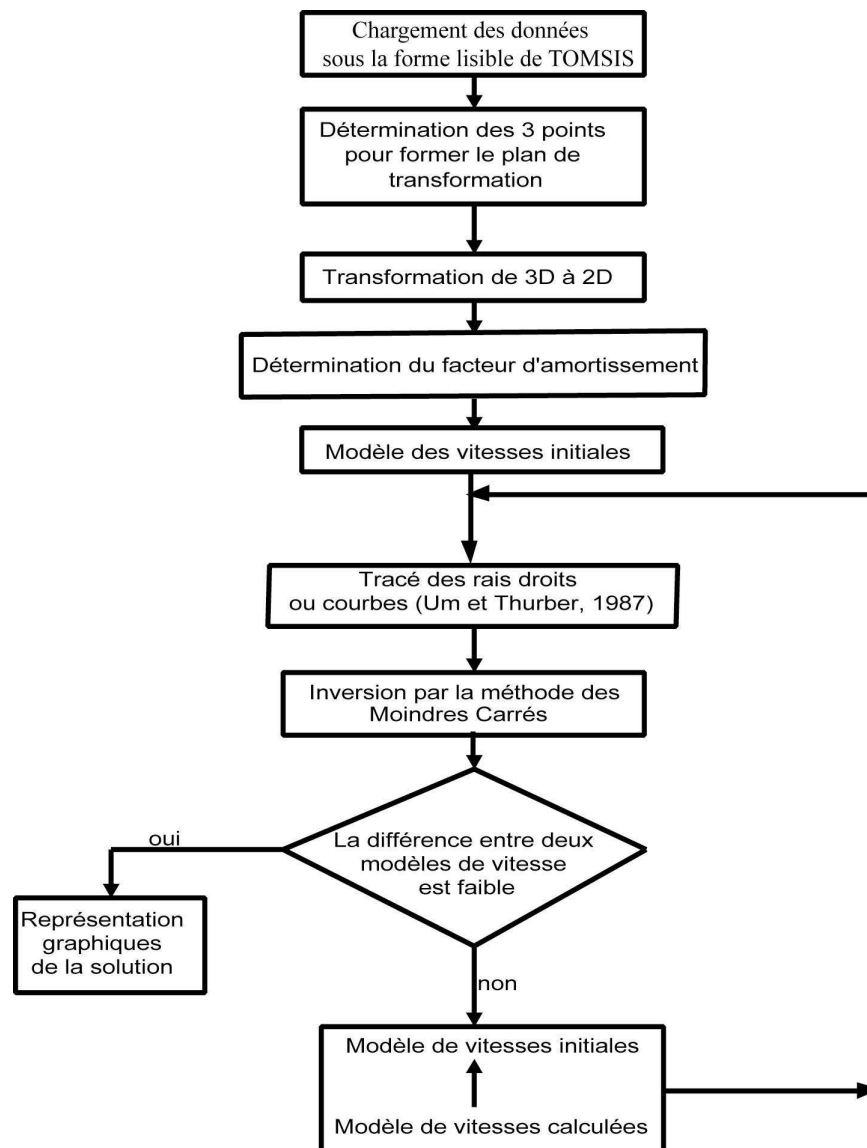 Chargement des données
sous la forme lisible de TOMSIS
Détermination des 3 points
pour former le plan de
transformation
Transformation de 3D à 2D
Détermination du facteur d'amortissement
Modèle des vitesses initiales
Tracé des rais droits
ou courbes (Um et Thurber, 1987)
Inversion par la méthode des
Moindres Carrés
La différence entre deux
modèles de vitesse
est faible
oui
Représentation
graphiques
de la solution
non
Modèle de vitesses initiales
Modèle de vitesses calculées